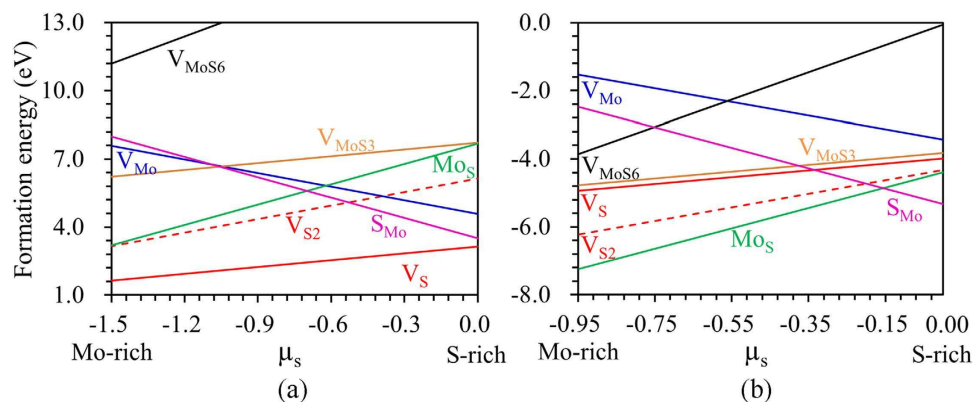 13.0
10.0
7.0
4.0
1.0
Formation energy (eV)
V_MoS6
V_MoS3
V_Mo
Mo_S
V_S2
S_Mo
V_S
-1.5 -1.2 -0.9 -0.6 -0.3 0.0
Mo-rich μ_s S-rich
(a)
0.0
-2.0
-4.0
-6.0
-8.0
V_Mo
V_MoS3
V_MoS6
V_S
S_Mo
V_S2
Mo_S
-0.95 -0.75 -0.55 -0.35 -0.15 0.00
Mo-rich μ_s S-rich
(b)